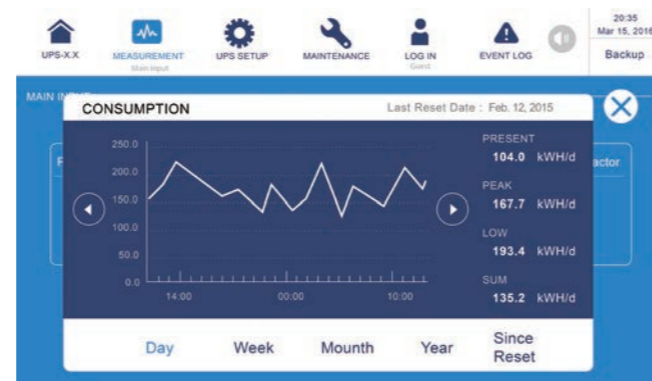 20:35
Mar 15, 2016
UPS-X.X
MEASUREMENT
Main Input
UPS SETUP
MAINTENANCE
LOG IN
Guest
EVENT LOG
Backup
MAIN IN
CONSUMPTION
Last Reset Date : Feb. 12, 2015
F
actor
250.0
200.0
150.0
100.0
50.0
0.0
14:00
00:00
10:00
PRESENT
104.0 kWH/d
PEAK
167.7 kWH/d
LOW
193.4 kWH/d
SUM
135.2 kWH/d
Day
Week
Mounth
Year
Since
Reset